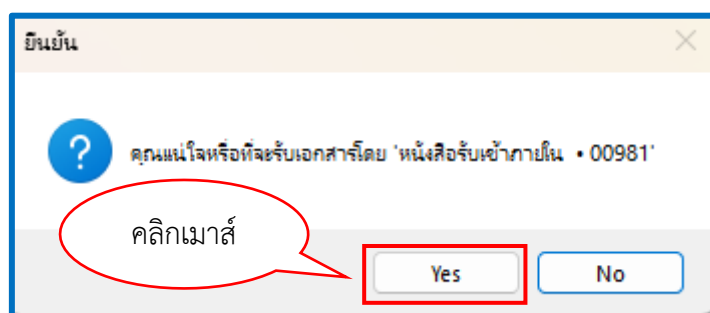 ยืนยัน
คุณแน่ใจหรือที่จะรับเอกสารโดย 'หนังสือรับเข้าภายใน • 00981'
คลิกเมาส์
Yes No